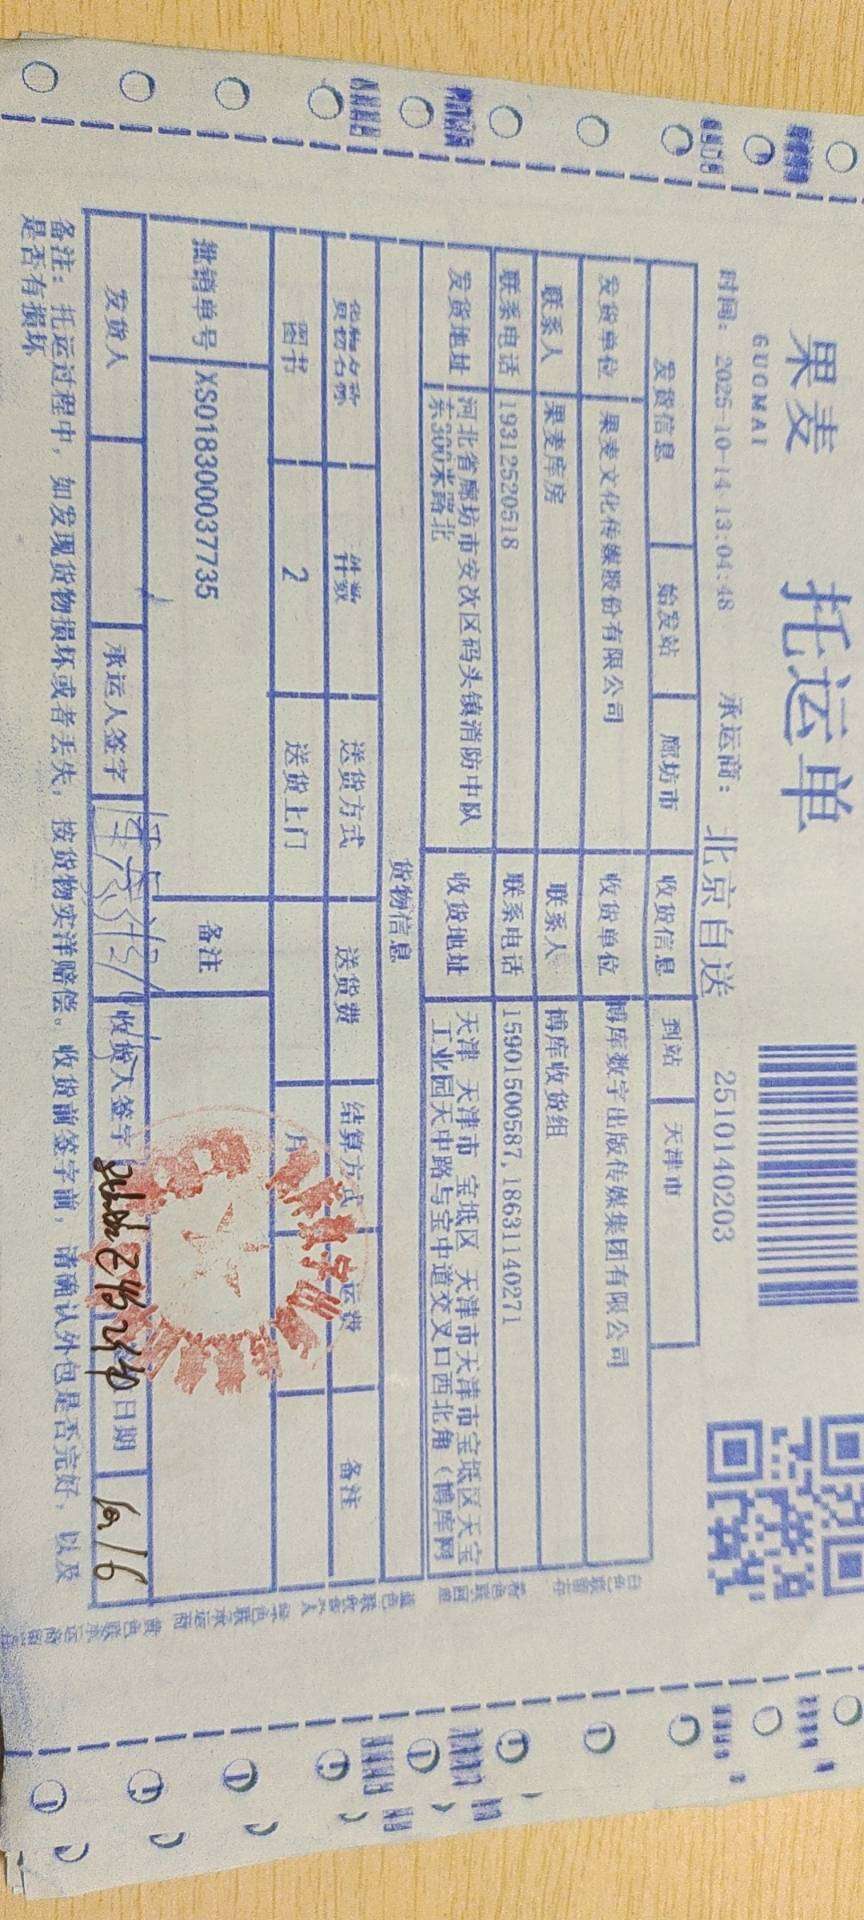 果麦
GUOMAI
托运单
时间: 2025-10-14 13:04:48 承运商: 北京自送 2510140203
发货信息 始发站 廊坊市 收货信息 到站 天津市
发货单位 果麦文化传媒股份有限公司 收货单位 博库数字出版传媒集团有限公司
联系人 果麦库房 联系人 博库收货组
联系电话 19312520518 联系电话 15901500587,18631140271
发货地址 河北省廊坊市安次区码头镇消防中队
东300米路北
收货地址 天津 天津市 宝坻区 天津市天津市宝坻区天宝
工业园天中路与宝中道交叉口西北角（博库网
货物信息
货物名称 件数 送货方式 送货费 结算方式 运费 备注
图书 2 送货上门 月
批销单号 XS018300037735 备注
发货人 承运人签字 收货人签字 日期 10/16
备注: 托运过程中, 如发现货物损坏或者丢失, 按货物实洋赔偿。收货前签字前, 请确认外包是否完好, 以及
是否有损坏